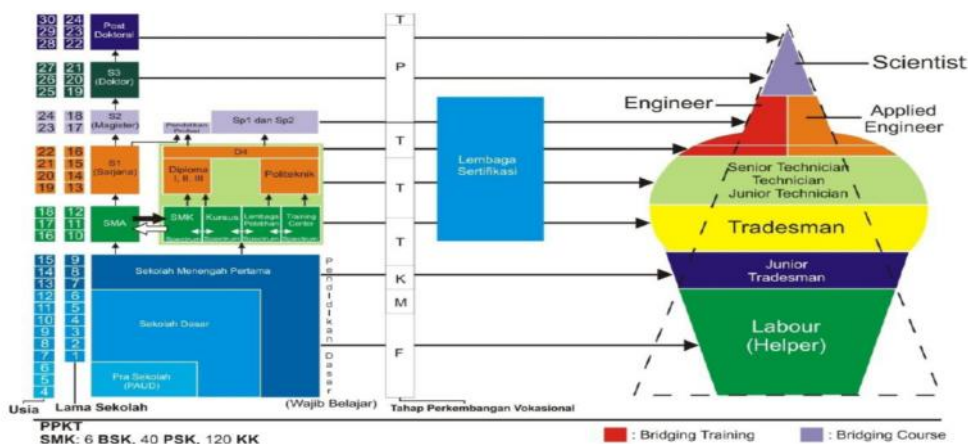 30 24
29 23
28 22
Post
Doktoral
27 21
26 20
25 19
S3
(Doktor)
24 18
23 17
S2
(Magister)
Pendidikan
Profesi
Sp1 dan Sp2
22 16
21 15
20 14
19 13
S1
(Sarjana)
D4
Diploma
I, II, III
Politeknik
18 12
17 11
16 10
SMA
SMK
Kursus
Lembaga
Pelatihan
Training
Center
Spectrum
Spectrum
Spectrum
Spectrum
15 9
14 8
13 7
12 6
11 5
10 4
9 3
8 2
7 1
6
5
4
Sekolah Menengah Pertama
Sekolah Dasar
Pra Sekolah
(PAUD)
Pendidikan Dasar
(Wajib Belajar)
Usia
Lama Sekolah
T
P
T
T
T
K
M
F
Tahap Perkembangan Vokasional
Lembaga
Sertifikasi
Scientist
Engineer
Applied
Engineer
Senior Technician
Technician
Junior Technician
Tradesman
Junior
Tradesman
Labour
(Helper)
PPKT
SMK: 6 BSK, 40 PSK, 120 KK
: Bridging Training
: Bridging Course